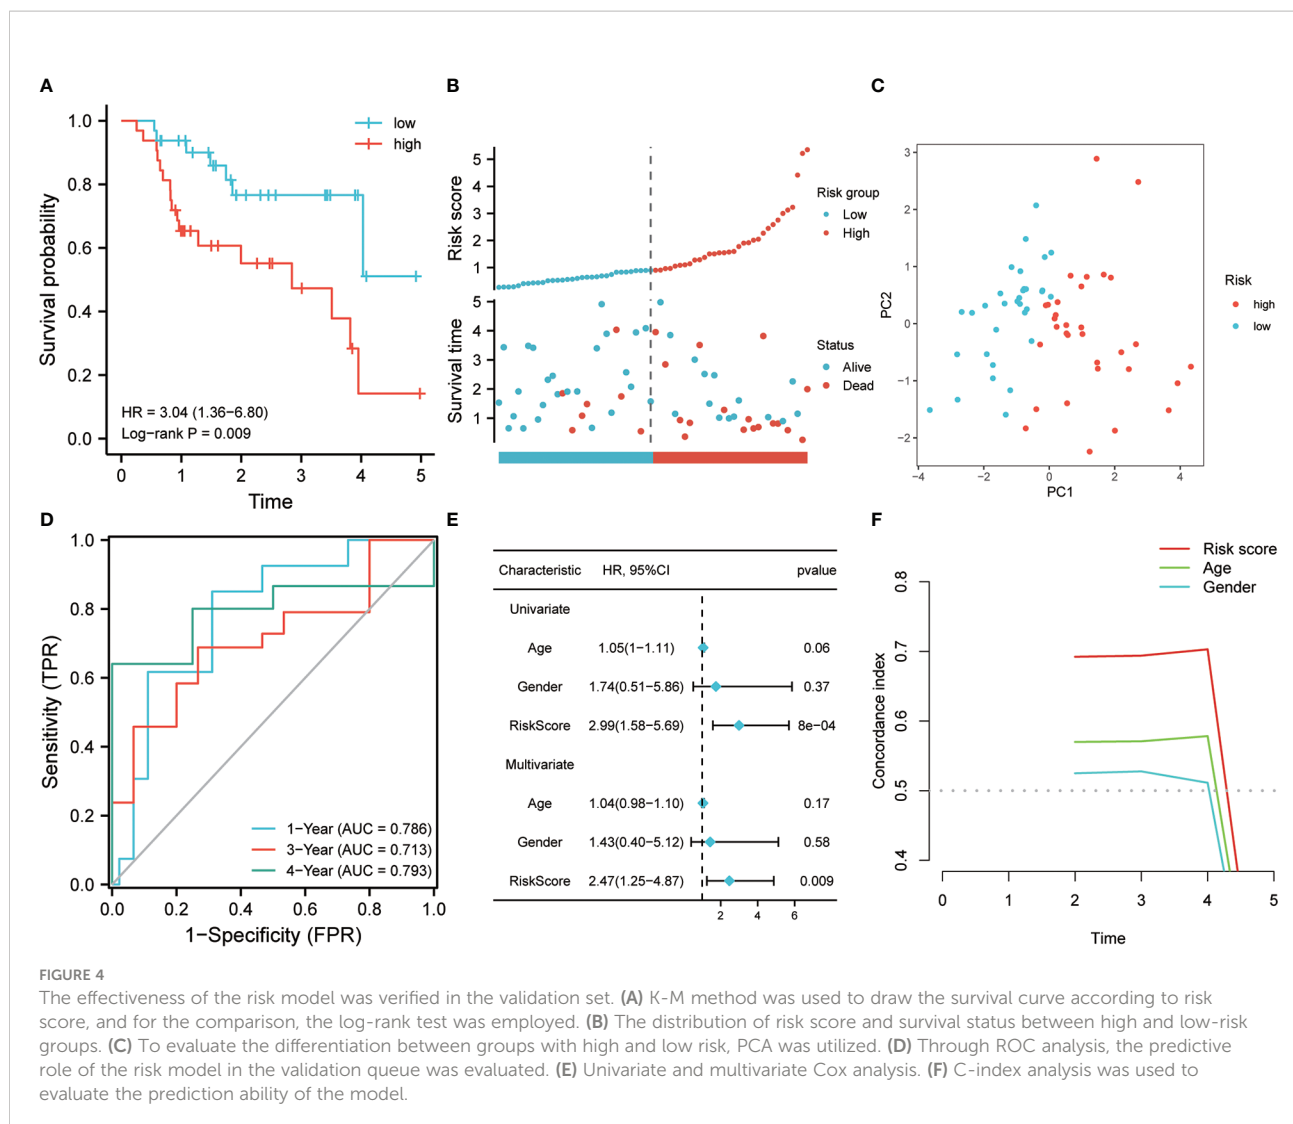 A
1.0
0.8
0.6
0.4
0.2
0.0
Survival probability
low
high
HR = 3.04 (1.36−6.80)
Log−rank P = 0.009
0 1 2 3 4 5
Time
B
5
4
3
2
1
Risk score
Risk group
Low
High
5
4
3
2
1
Survival time
Status
Alive
Dead
C
3
2
1
0
−1
−2
PC2
−4 −2 0 2 4
PC1
Risk
high
low
D
1.0
0.8
0.6
0.4
0.2
0.0
Sensitivity (TPR)
1−Year (AUC = 0.786)
3−Year (AUC = 0.713)
4−Year (AUC = 0.793)
0.0 0.2 0.4 0.6 0.8 1.0
1−Specificity (FPR)
E
Characteristic HR, 95%CI pvalue
Univariate
Age 1.05(1−1.11) 0.06
Gender 1.74(0.51−5.86) 0.37
RiskScore 2.99(1.58−5.69) 8e−04
Multivariate
Age 1.04(0.98−1.10) 0.17
Gender 1.43(0.40−5.12) 0.58
RiskScore 2.47(1.25−4.87) 0.009
2 4 6
F
Risk score
Age
Gender
0.8
0.7
0.6
0.5
0.4
Concordance index
0 1 2 3 4 5
Time
FIGURE 4
The effectiveness of the risk model was verified in the validation set. (A) K-M method was used to draw the survival curve according to risk
score, and for the comparison, the log-rank test was employed. (B) The distribution of risk score and survival status between high and low-risk
groups. (C) To evaluate the differentiation between groups with high and low risk, PCA was utilized. (D) Through ROC analysis, the predictive
role of the risk model in the validation queue was evaluated. (E) Univariate and multivariate Cox analysis. (F) C-index analysis was used to
evaluate the prediction ability of the model.